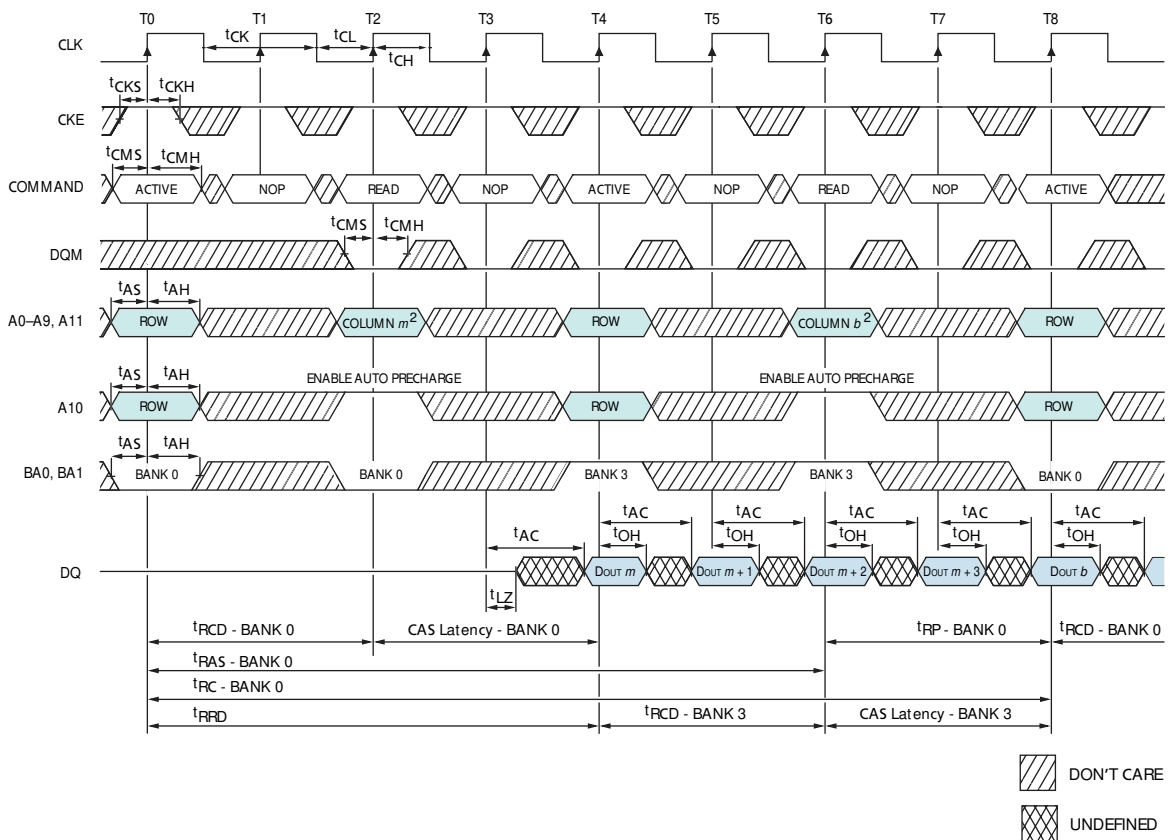 T0 T1 T2 T3 T4 T5 T6 T7 T8
CLK tCK tCL tCH
tCKS tCKH
CKE
tCMS tCMH
COMMAND ACTIVE NOP READ NOP ACTIVE NOP READ NOP ACTIVE
tCMS tCMH
DQM
tAS tAH
A0–A9, A11 ROW COLUMN m2 ROW COLUMN b2 ROW
tAS tAH ENABLE AUTO PRECHARGE ENABLE AUTO PRECHARGE
A10 ROW ROW ROW
tAS tAH
BA0, BA1 BANK 0 BANK 0 BANK 3 BANK 3 BANK 0
tAC tAC tAC tAC tAC tAC
tOH tOH tOH tOH tOH
DQ DOUT m DOUT m + 1 DOUT m + 2 DOUT m + 3 DOUT b
tLZ
tRCD - BANK 0 CAS Latency - BANK 0 tRP - BANK 0 tRCD - BANK 0
tRAS - BANK 0
tRC - BANK 0
tRRD tRCD - BANK 3 CAS Latency - BANK 3
DON'T CARE
UNDEFINED